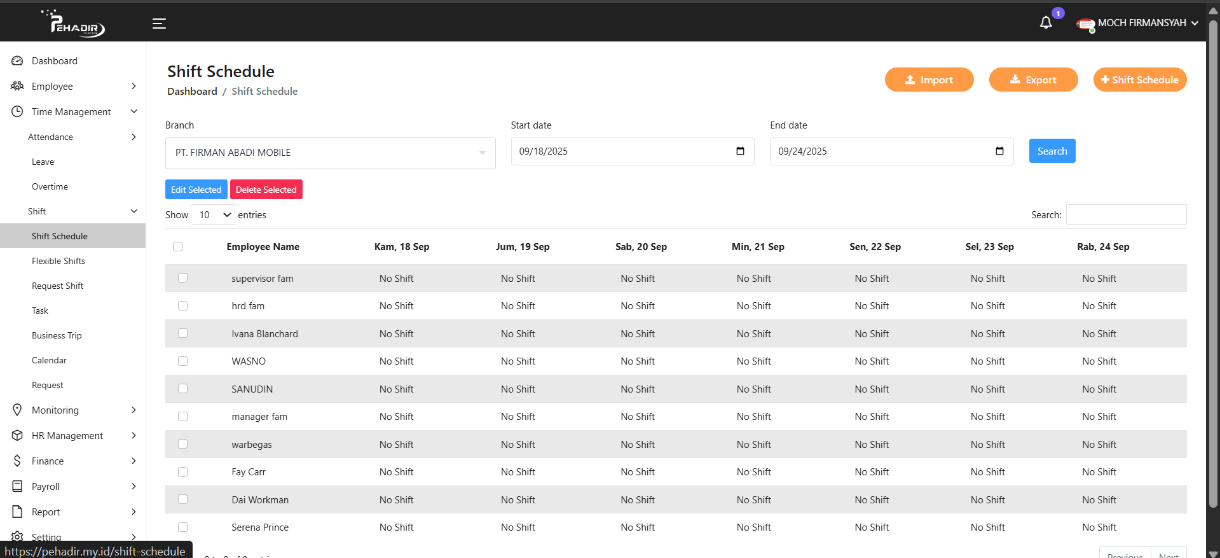 PEHADIR
1
MOCH FIRMANSYAH
Dashboard
Employee
Time Management
Attendance
Leave
Overtime
Shift
Shift Schedule
Flexible Shifts
Request Shift
Task
Business Trip
Calendar
Request
Monitoring
HR Management
Finance
Payroll
Report
Setting
https://pehadir.my.id/shift-schedule
Shift Schedule
Dashboard / Shift Schedule
Import Export + Shift Schedule
Branch Start date End date
PT. FIRMAN ABADI MOBILE 09/18/2025 09/24/2025 Search
Edit Selected Delete Selected
Show 10 entries Search:
Employee Name Kam, 18 Sep Jum, 19 Sep Sab, 20 Sep Min, 21 Sep Sen, 22 Sep Sel, 23 Sep Rab, 24 Sep
supervisor fam No Shift No Shift No Shift No Shift No Shift No Shift No Shift
hrd fam No Shift No Shift No Shift No Shift No Shift No Shift No Shift
Ivana Blanchard No Shift No Shift No Shift No Shift No Shift No Shift No Shift
WASNO No Shift No Shift No Shift No Shift No Shift No Shift No Shift
SANUDIN No Shift No Shift No Shift No Shift No Shift No Shift No Shift
manager fam No Shift No Shift No Shift No Shift No Shift No Shift No Shift
warbegas No Shift No Shift No Shift No Shift No Shift No Shift No Shift
Fay Carr No Shift No Shift No Shift No Shift No Shift No Shift No Shift
Dai Workman No Shift No Shift No Shift No Shift No Shift No Shift No Shift
Serena Prince No Shift No Shift No Shift No Shift No Shift No Shift No Shift
Previous Next